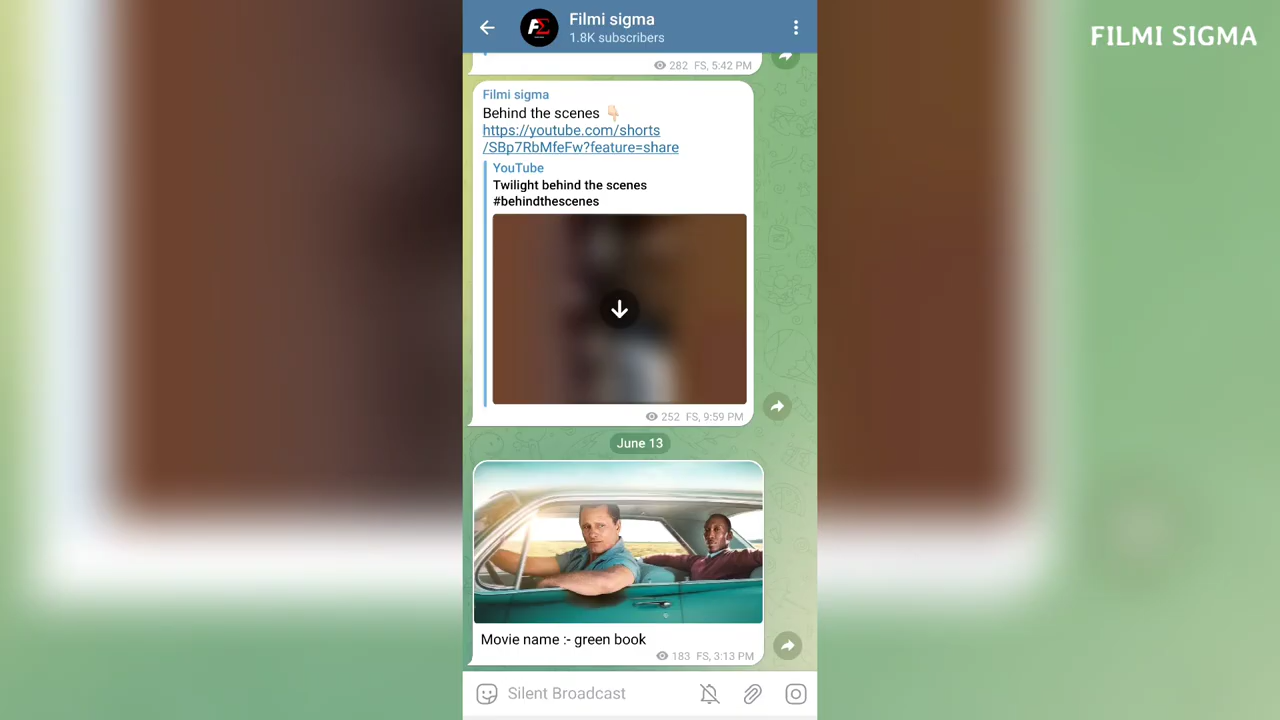 FILMI SIGMA
Filmi sigma
1.8K subscribers
282 FS, 5:42 PM
Filmi sigma
Behind the scenes 👇🏻
https://youtube.com/shorts
/SBp7RbMfeFw?feature=share
YouTube
Twilight behind the scenes
#behindthescenes
252 FS, 9:59 PM
June 13
Movie name :- green book
183 FS, 3:13 PM
Silent Broadcast